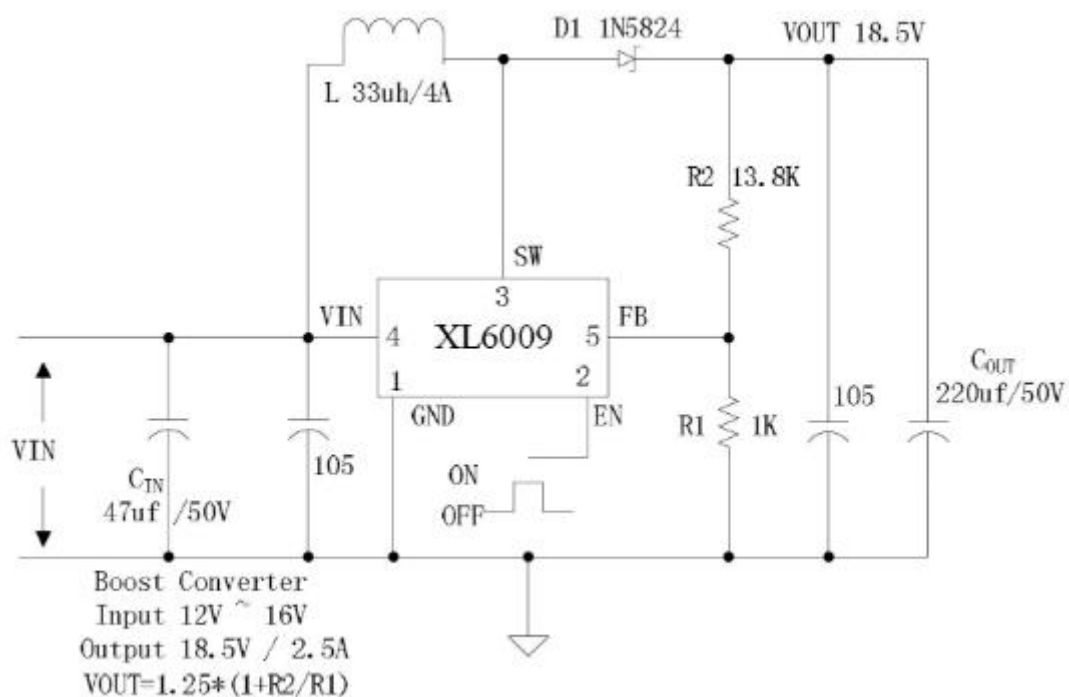 D1 1N5824
VOUT 18.5V
L 33uh/4A
R2 13.8K
SW
3
VIN
4
XL6009
5
FB
1
2
GND
EN
R1 1K
105
COUT
220uf/50V
VIN
CIN
47uf /50V
105
ON
OFF
Boost Converter
Input 12V ~ 16V
Output 18.5V / 2.5A
VOUT=1.25*(1+R2/R1)